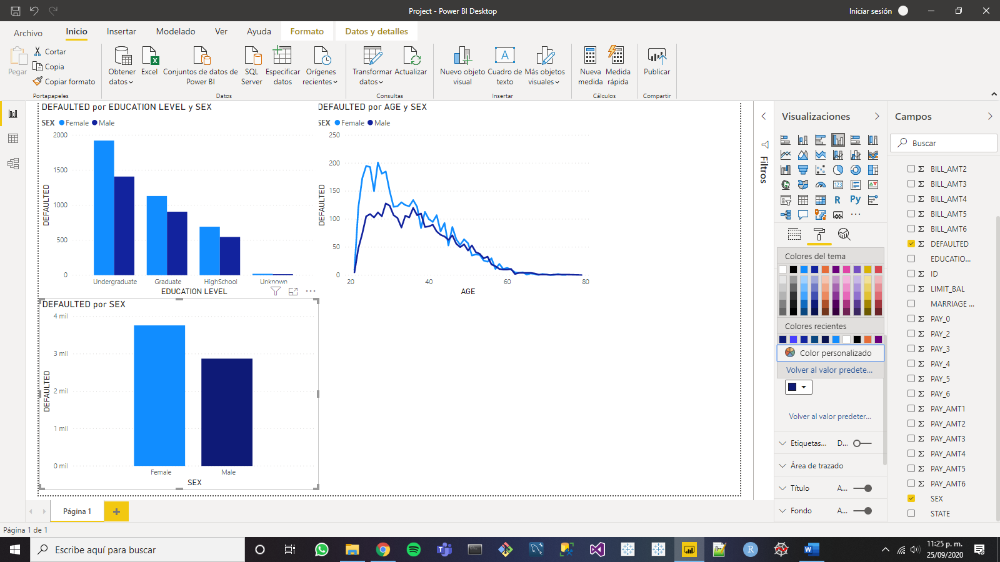 Project - Power BI Desktop
Iniciar sesión
Archivo
Inicio
Insertar
Modelado
Ver
Ayuda
Formato
Datos y detalles
Pegar
Cortar
Copia
Copiar formato
Portapapeles
Obtener datos
Excel
Conjuntos de datos de Power BI
SQL Server
Especificar datos
Orígenes recientes
Datos
Transformar datos
Actualizar
Consultas
Nuevo objeto visual
Cuadro de texto
Más objetos visuales
Insertar
Nueva medida
Medida rápida
Cálculos
Publicar
Compartir
DEFAULTED por EDUCATION LEVEL y SEX
SEX Female Male
2000
1500
1000
500
0
DEFAULTED
Undergraduate
Graduate
HighSchool
Unknown
EDUCATION LEVEL
DEFAULTED por AGE y SEX
SEX Female Male
250
200
150
100
50
0
DEFAULTED
20
40
60
80
AGE
DEFAULTED por SEX
4 mil
3 mil
2 mil
1 mil
0 mil
DEFAULTED
Female
Male
SEX
Filtros
Visualizaciones
R
Py
123
Colores del tema
Colores recientes
Color personalizado
Volver al valor predete...
Volver al valor predeter...
Etiquetas... D...
Área de trazado
Título A...
Fondo A...
Campos
Buscar
BILL_AMT2
BILL_AMT3
BILL_AMT4
BILL_AMT5
BILL_AMT6
DEFAULTED
EDUCATIO...
ID
LIMIT_BAL
MARRIAGE ...
PAY_0
PAY_2
PAY_3
PAY_4
PAY_5
PAY_6
PAY_AMT1
PAY_AMT2
PAY_AMT3
PAY_AMT4
PAY_AMT5
PAY_AMT6
SEX
STATE
Página 1
Página 1 de 1
Escribe aquí para buscar
11:25 p. m.
25/09/2020